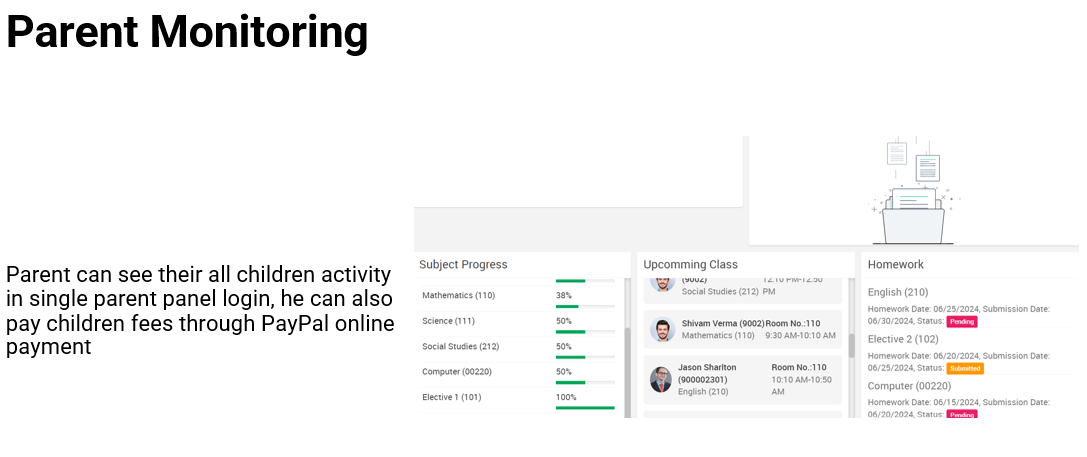 Parent Monitoring
Parent can see their all children activity
in single parent panel login, he can also
pay children fees through PayPal online
payment
Subject Progress
Mathematics (110) 38%
Science (111) 50%
Social Studies (212) 50%
Computer (00220) 50%
Elective 1 (101) 100%
Upcomming Class
(9002) 12:10 PM-12:50
Social Studies (212) PM
Shivam Verma (9002) Room No.:110
Mathematics (110) 9:30 AM-10:10 AM
Jason Sharlton Room No.:110
(900002301) 10:10 AM-10:50
English (210) AM
Homework
English (210)
Homework Date: 06/25/2024, Submission Date:
06/30/2024, Status: Pending
Elective 2 (102)
Homework Date: 06/20/2024, Submission Date:
06/25/2024, Status: Submitted
Computer (00220)
Homework Date: 06/15/2024, Submission Date:
06/20/2024, Status: Pending